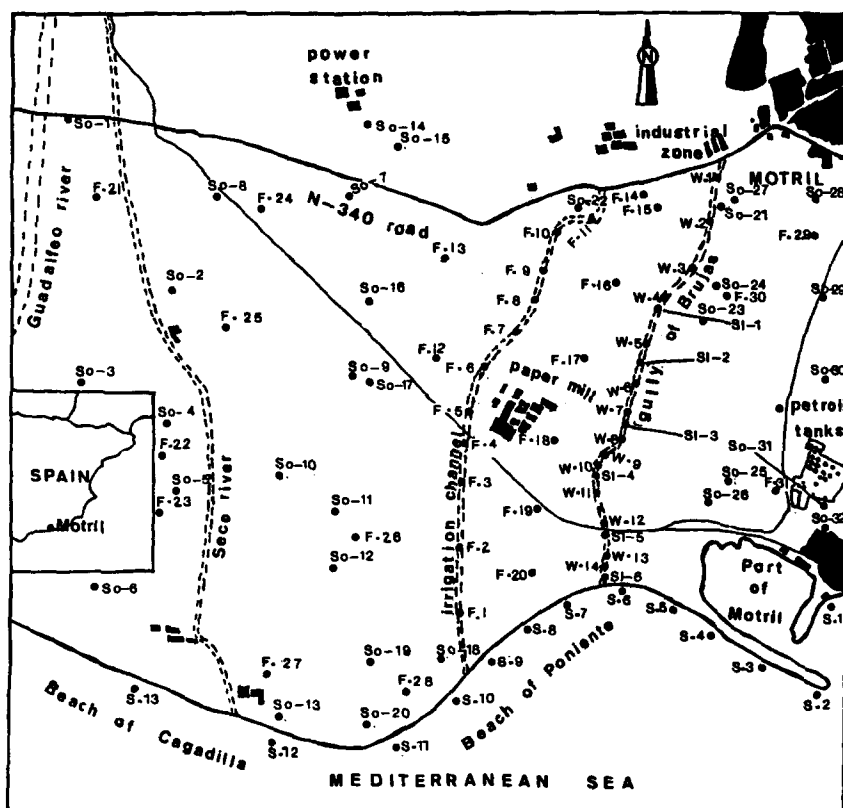 power
station
N
So-14
So-15
So-1
industrial
zone
MOTRIL
W-1
F-21
So-8
F-24
So-7
N-340 road
So-22
F-14
F-15
So-27
So-21
So-28
F-10
F-11
W-2
F-29
F-13
Guadalfeo river
So-2
F-9
F-16
W-3
So-24
F-30
So-29
So-16
F-8
W-4
So-23
F-25
F-7
SI-1
gully of Brujas
W-5
So-3
So-9
So-17
F-12
F-6
F-17
SI-2
paper mill
W-6
So-4
F-5
W-7
petrol
tanks
SPAIN
F-22
F-4
F-18
W-8
SI-3
So-31
W-9
So-5
So-10
F-3
W-10
SI-4
So-25
F-31
F-23
Seco river
So-11
irrigation channel
W-11
So-26
F-19
Motril
W-12
So-32
F-26
F-2
SI-5
So-12
W-13
F-20
W-14
Part
of
Motril
So-6
SI-6
F-1
S-6
S-5
S-1
S-7
S-8
S-4
So-19
So-18
S-9
S-3
F-27
S-13
F-28
S-10
S-2
So-13
So-20
S-12
S-11
Beach of Cagadilla
Beach of Poniente
MEDITERRANEAN SEA